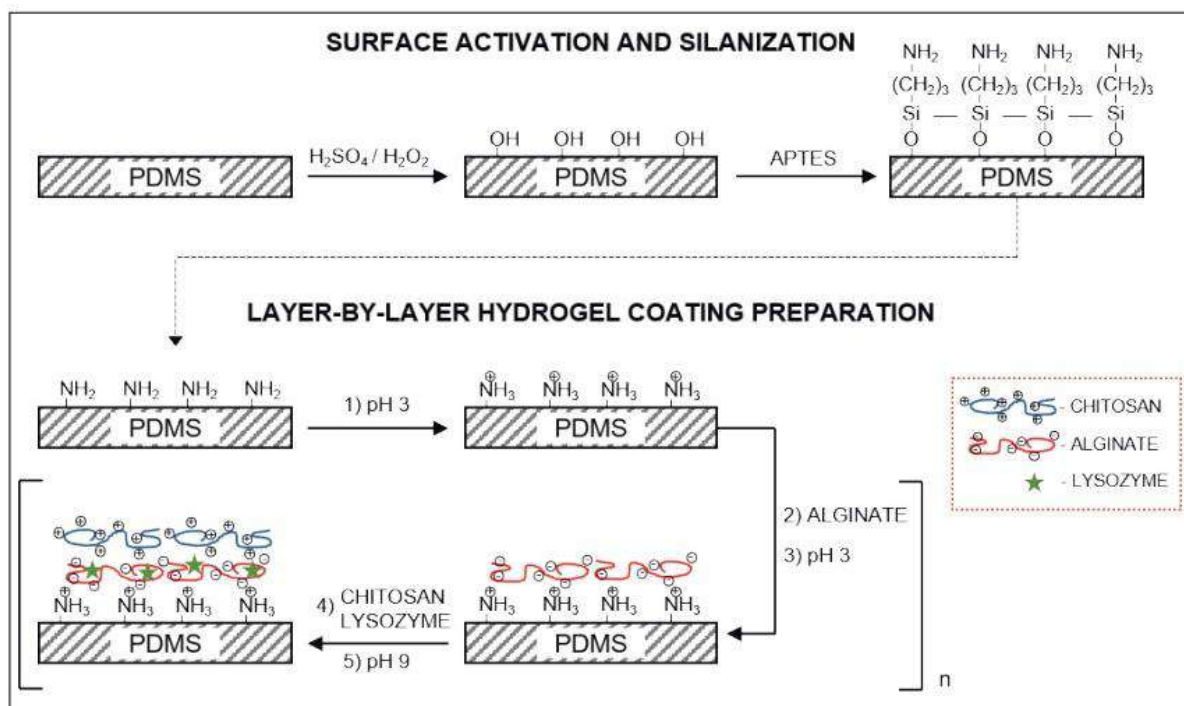 SURFACE ACTIVATION AND SILANIZATION
NH₂ NH₂ NH₂ NH₂
(CH₂)₃ (CH₂)₃ (CH₂)₃ (CH₂)₃
Si — Si — Si — Si
O O O O
OH OH OH OH
PDMS
H₂SO₄ / H₂O₂
PDMS
APTES
PDMS
LAYER-BY-LAYER HYDROGEL COATING PREPARATION
NH₂ NH₂ NH₂ NH₂
PDMS
1) pH 3
⊕ ⊕ ⊕ ⊕
NH₃ NH₃ NH₃ NH₃
PDMS
- CHITOSAN
- ALGINATE
- LYSOZYME
2) ALGINATE
3) pH 3
NH₃ NH₃ NH₃ NH₃
PDMS
4) CHITOSAN
LYSOZYME
5) pH 9
NH₃ NH₃ NH₃ NH₃
PDMS
n